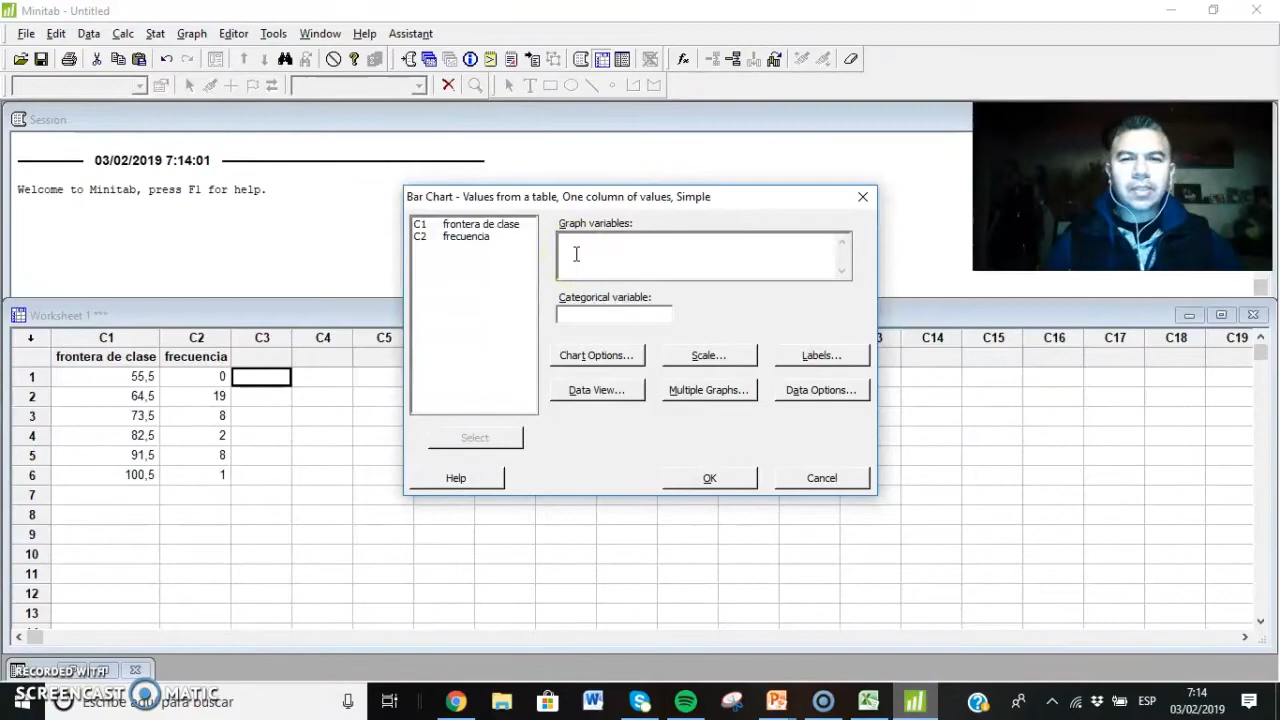 Minitab - Untitled
File Edit Data Calc Stat Graph Editor Tools Window Help Assistant
Session
03/02/2019 7:14:01
Welcome to Minitab, press F1 for help.
Bar Chart - Values from a table, One column of values, Simple
C1 frontera de clase
C2 frecuencia
Graph variables:
Categorical variable:
Chart Options... Scale... Labels...
Data View... Multiple Graphs... Data Options...
Select
Help OK Cancel
Worksheet 1 ***
C1 C2 C3 C4 C5 3 C14 C15 C16 C17 C18 C19
frontera de clase frecuencia
1 55,5 0
2 64,5 19
3 73,5 8
4 82,5 2
5 91,5 8
6 100,5 1
7
8
9
10
11
12
13
RECORDED WITH
SCREENCAST MATIC
Escribe aquí para buscar
ESP
7:14
03/02/2019